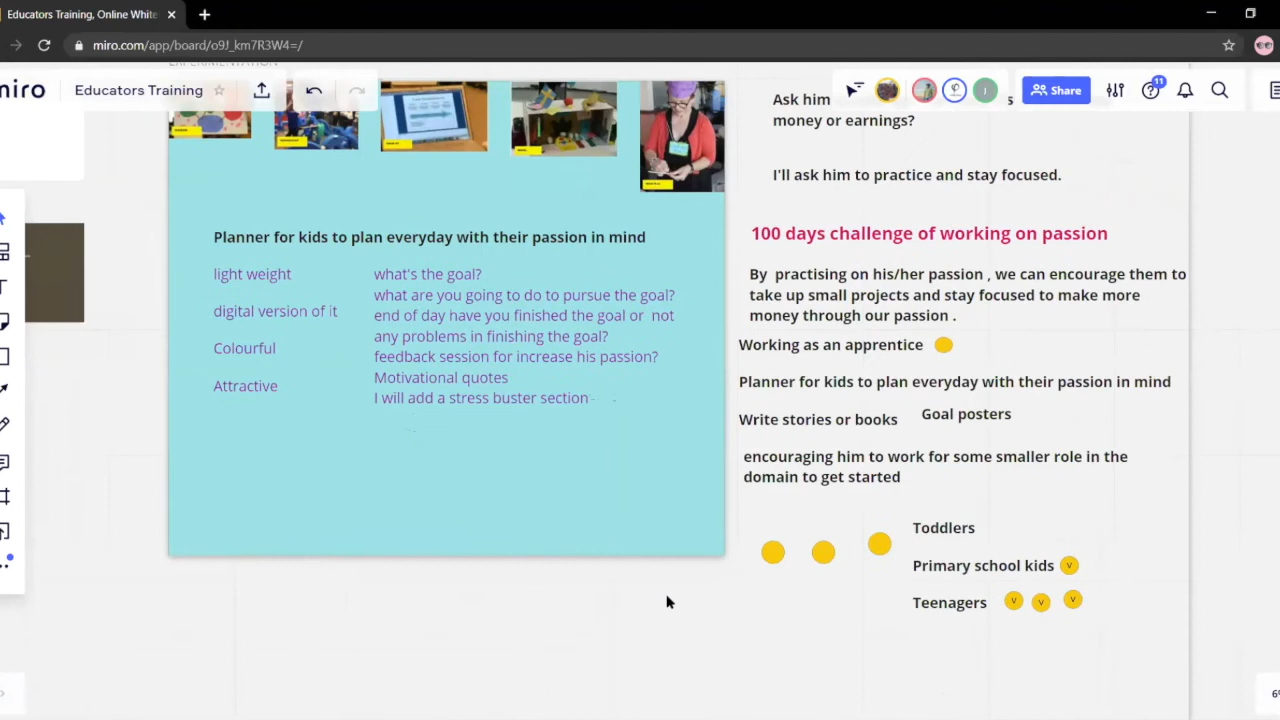 Educators Training, Online White
miro.com/app/board/o9J_km7R3W4=/
miro
Educators Training
Share
11
Ask him
money or earnings?
I'll ask him to practice and stay focused.
100 days challenge of working on passion
By practising on his/her passion , we can encourage them to
take up small projects and stay focused to make more
money through our passion .
Working as an apprentice
Planner for kids to plan everyday with their passion in mind
Write stories or books
Goal posters
encouraging him to work for some smaller role in the
domain to get started
Toddlers
Primary school kids
V
Teenagers
V
V
V
Planner for kids to plan everyday with their passion in mind
light weight
digital version of it
Colourful
Attractive
what's the goal?
what are you going to do to pursue the goal?
end of day have you finished the goal or not
any problems in finishing the goal?
feedback session for increase his passion?
Motivational quotes
I will add a stress buster section